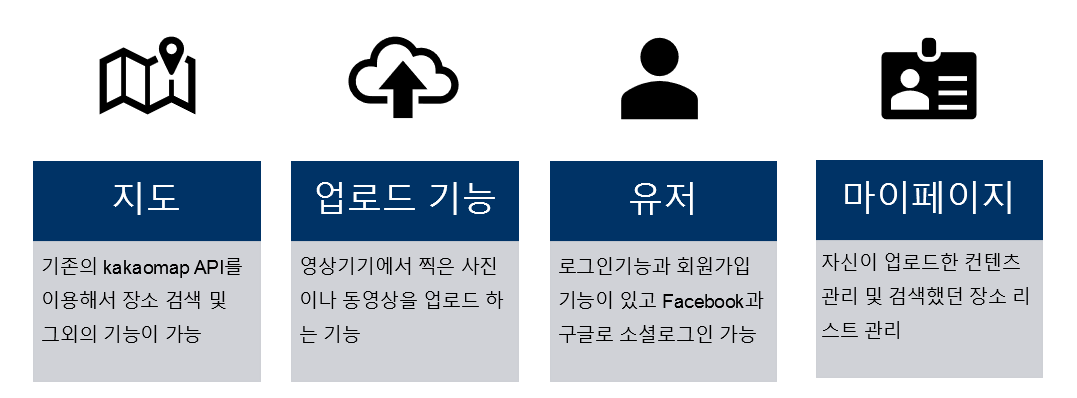 지도
기존의 kakaomap API를
이용해서 장소 검색 및
그외의 기능이 가능
업로드 기능
영상기기에서 찍은 사진
이나 동영상을 업로드 하
는 기능
유저
로그인기능과 회원가입
기능이 있고 Facebook과
구글로 소셜로그인 가능
마이페이지
자신이 업로드한 컨텐츠
관리 및 검색했던 장소 리
스트 관리